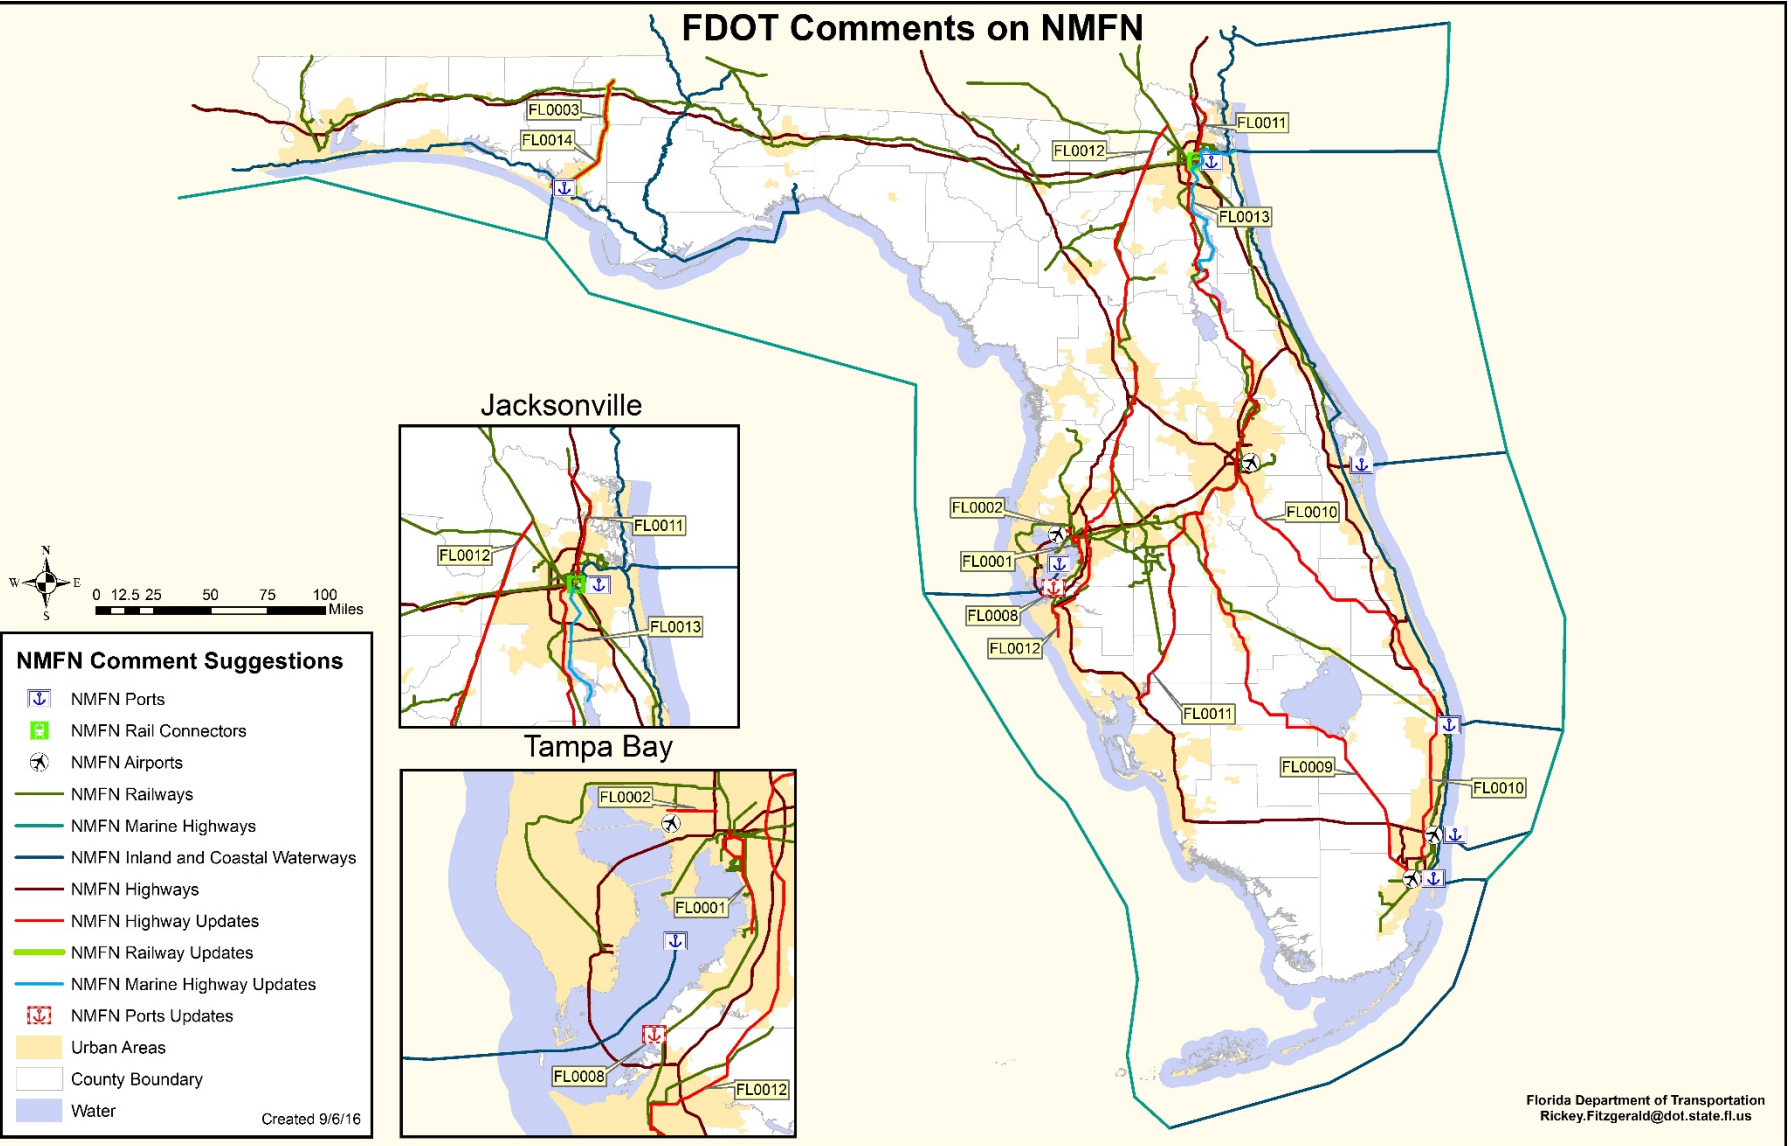 FDOT Comments on NMFN
FL0003
FL0014
FL0011
FL0012
FL0013
Jacksonville
FL0011
FL0012
FL0013
FL0002
FL0001
FL0008
FL0012
FL0010
FL0011
FL0009
FL0010
N
W
E
S
0 12.5 25 50 75 100
Miles
Tampa Bay
FL0002
FL0001
FL0008
FL0012
NMFN Comment Suggestions
NMFN Ports
NMFN Rail Connectors
NMFN Airports
NMFN Railways
NMFN Marine Highways
NMFN Inland and Coastal Waterways
NMFN Highways
NMFN Highway Updates
NMFN Railway Updates
NMFN Marine Highway Updates
NMFN Ports Updates
Urban Areas
County Boundary
Water
Created 9/6/16
Florida Department of Transportation
Rickey.Fitzgerald@dot.state.fl.us